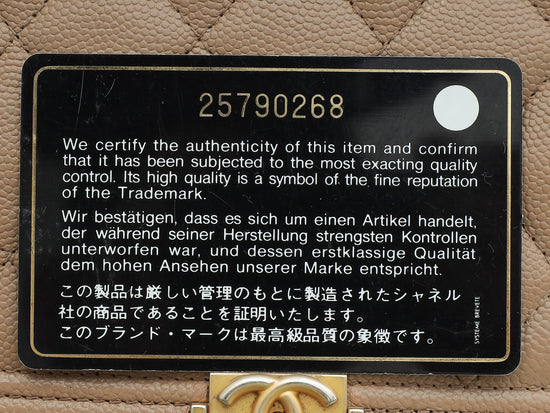 25790268
We certify the authenticity of this item and confirm
that it has been subjected to the most exacting quality
control. Its high quality is a symbol of the fine reputation
of the Trademark.
Wir bestätigen, dass es sich um einen Artikel handelt,
der während seiner Herstellung strengsten Kontrollen
unterworfen war, und dessen erstklassige Qualität
dem hohen Ansehen unserer Marke entspricht.
この製品は厳しい管理のもとに製造されたシャネル
社の商品であることを証明いたします。
このブランド・マークは最高級品質の象徴です。
SYSTEME BREVETE